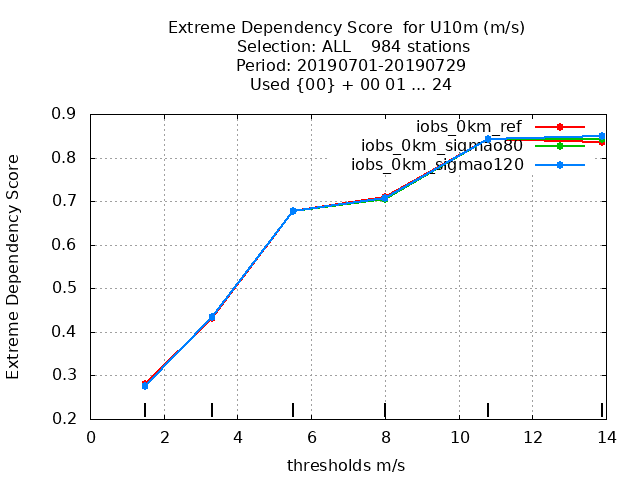 Extreme Dependency Score  for U10m (m/s)
Selection: ALL    984 stations
Period: 20190701-20190729
Used {00} + 00 01 ... 24
iobs_0km_ref
iobs_0km_sigmao80
iobs_0km_sigmao120
Extreme Dependency Score
0.9
0.8
0.7
0.6
0.5
0.4
0.3
0.2
0 2 4 6 8 10 12 14
thresholds m/s